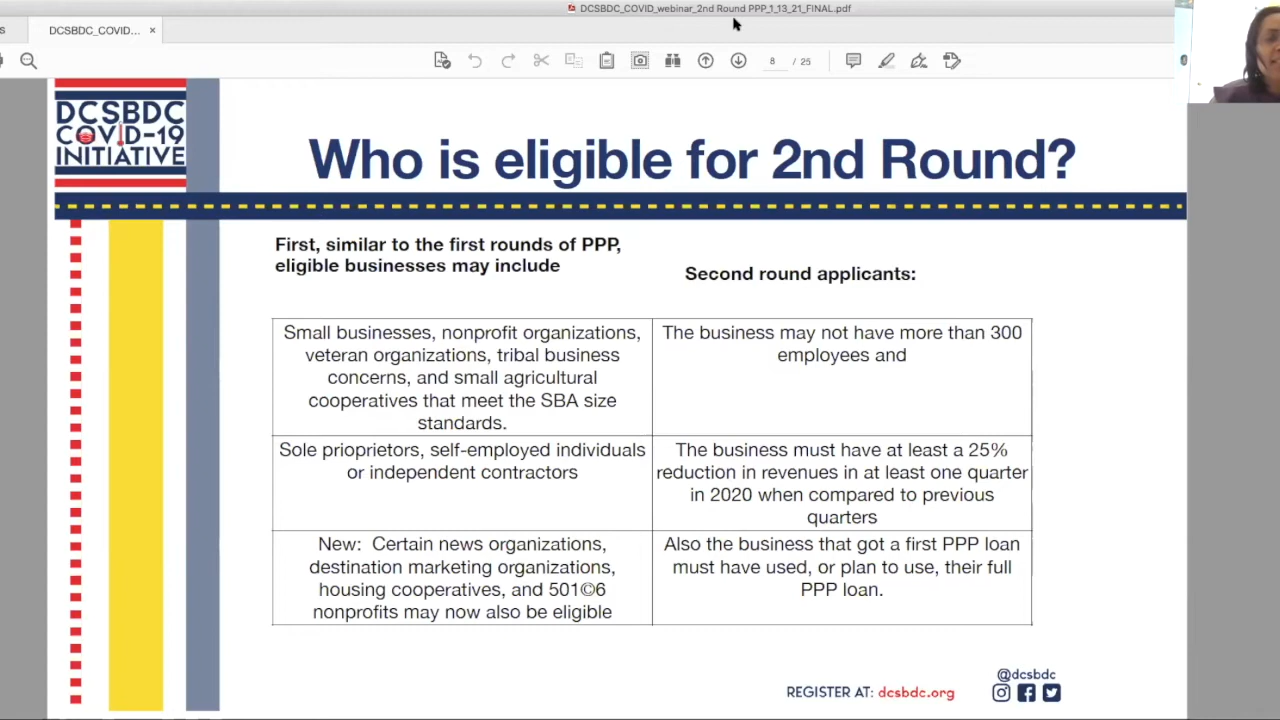 DCSBDC_COVID_webinar_2nd Round PPP_1_13_21_FINAL.pdf
s
DCSBDC_COVID... ×
8 / 25
DCSBDC
COVID-19
INITIATIVE
Who is eligible for 2nd Round?
First, similar to the first rounds of PPP,
eligible businesses may include
Second round applicants:
Small businesses, nonprofit organizations,
veteran organizations, tribal business
concerns, and small agricultural
cooperatives that meet the SBA size
standards.
The business may not have more than 300
employees and
Sole prioprietors, self-employed individuals
or independent contractors
The business must have at least a 25%
reduction in revenues in at least one quarter
in 2020 when compared to previous
quarters
New: Certain news organizations,
destination marketing organizations,
housing cooperatives, and 501©6
nonprofits may now also be eligible
Also the business that got a first PPP loan
must have used, or plan to use, their full
PPP loan.
@dcsbdc
REGISTER AT: dcsbdc.org